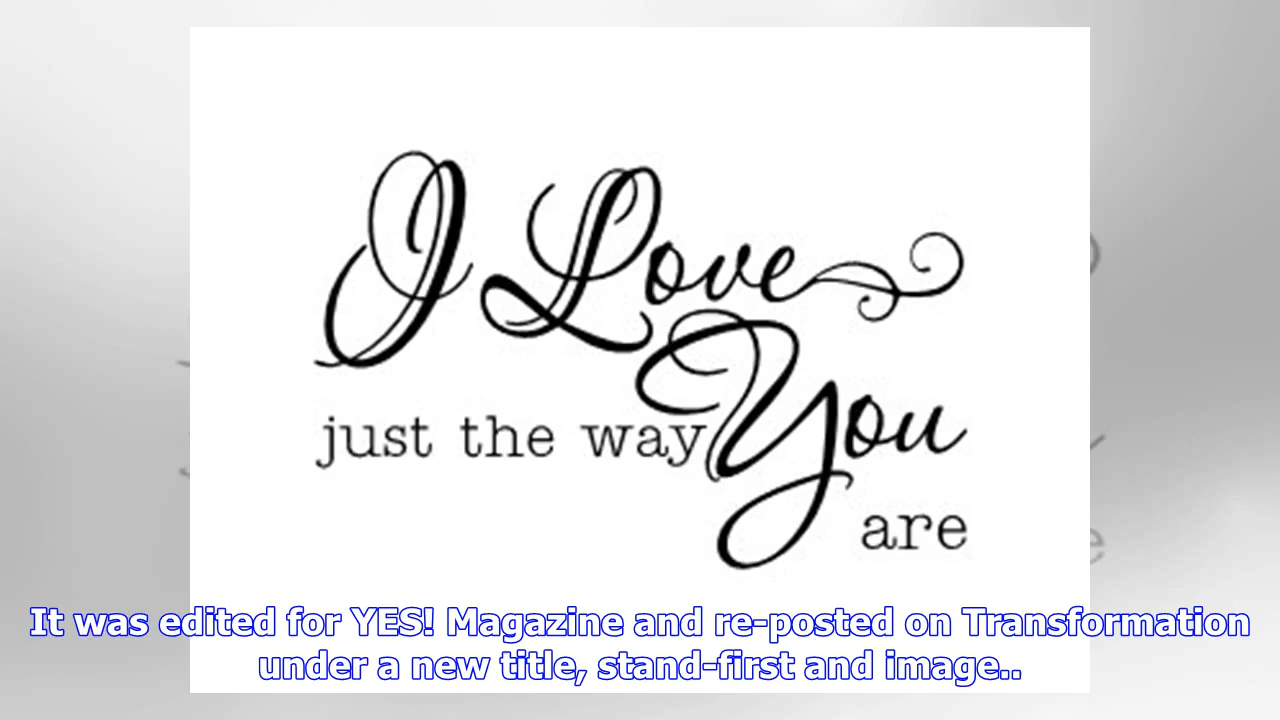 I Love
You
just the way
are
It was edited for YES! Magazine and re-posted on Transformation
under a new title, stand-first and image..